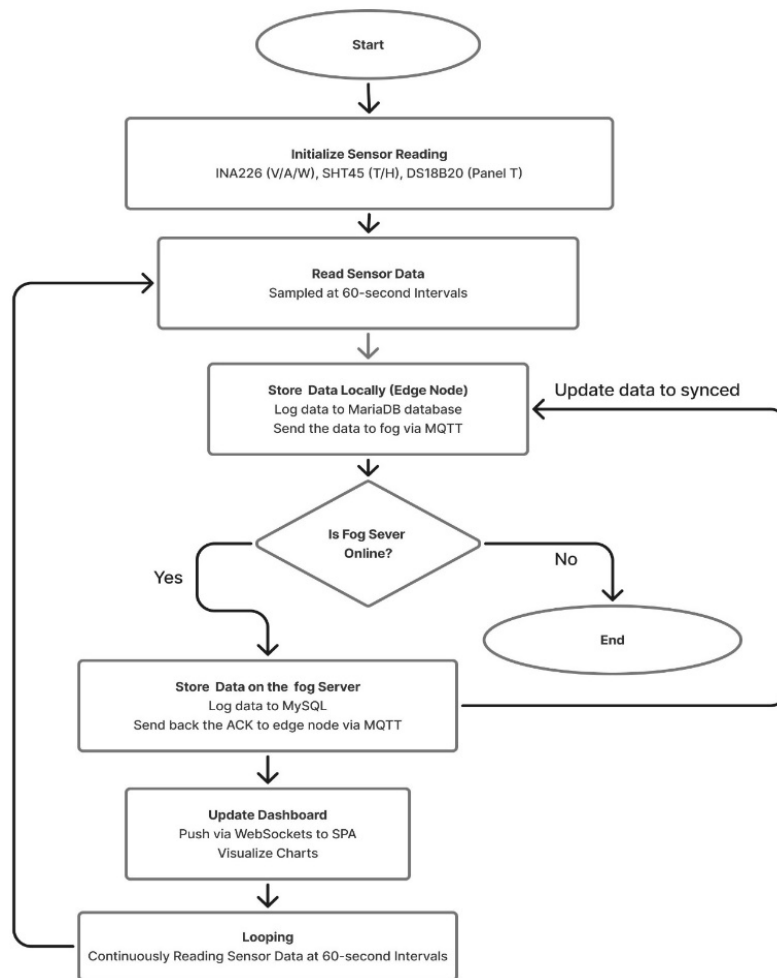 Start
Initialize Sensor Reading
INA226 (V/A/W), SHT45 (T/H), DS18B20 (Panel T)
Read Sensor Data
Sampled at 60-second Intervals
Store Data Locally (Edge Node)
Log data to MariaDB database
Send the data to fog via MQTT
Update data to synced
Is Fog Sever
Online?
Yes
No
End
Store Data on the fog Server
Log data to MySQL
Send back the ACK to edge node via MQTT
Update Dashboard
Push via WebSockets to SPA
Visualize Charts
Looping
Continuously Reading Sensor Data at 60-second Intervals